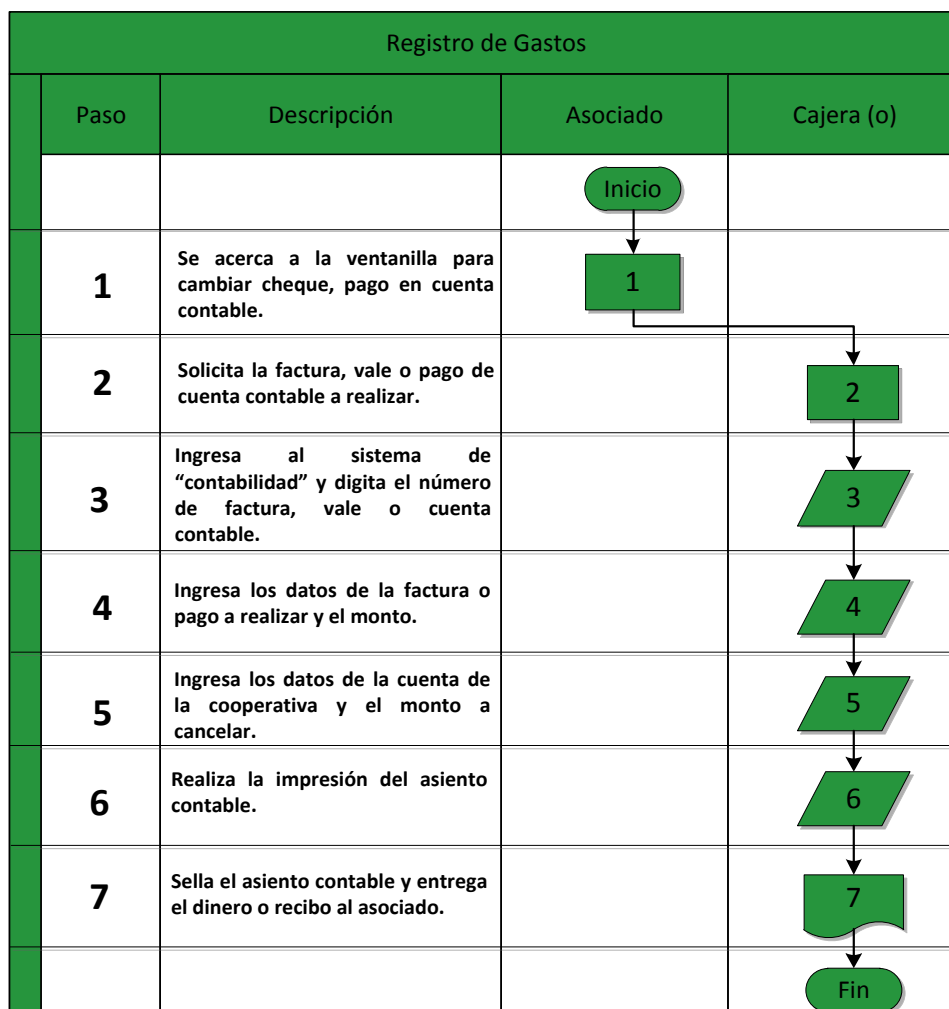 Registro de Gastos
Paso Descripción Asociado Cajera (o)
Inicio
1
Se acerca a la ventanilla para
cambiar cheque, pago en cuenta
contable.
1
2
Solicita la factura, vale o pago de
cuenta contable a realizar.
2
3
Ingresa al sistema de
“contabilidad” y digita el número
de factura, vale o cuenta
contable.
3
4
Ingresa los datos de la factura o
pago a realizar y el monto.
4
5
Ingresa los datos de la cuenta de
la cooperativa y el monto a
cancelar.
5
6
Realiza la impresión del asiento
contable.
6
7
Sella el asiento contable y entrega
el dinero o recibo al asociado.
7
Fin